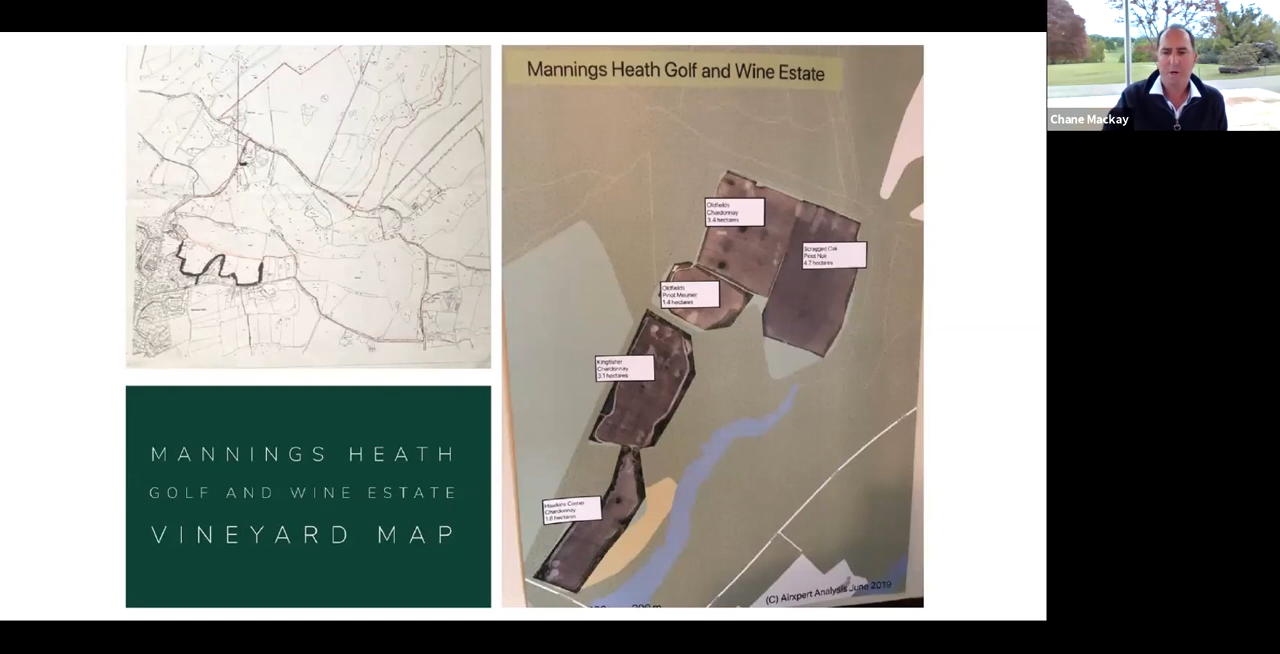 Mannings Heath Golf and Wine Estate
Oldfields
Chardonnay
3.4 hectares
Scragged Oak
Pinot Noir
4.7 hectares
Oldfields
Pinot Meunier
1.4 hectares
Kingfisher
Chardonnay
3.1 hectares
Chardonnay
1.8 hectares
(C) Airxpert Analysis June 2019
MANNINGS HEATH
GOLF AND WINE ESTATE
VINEYARD MAP
Chane Mackay